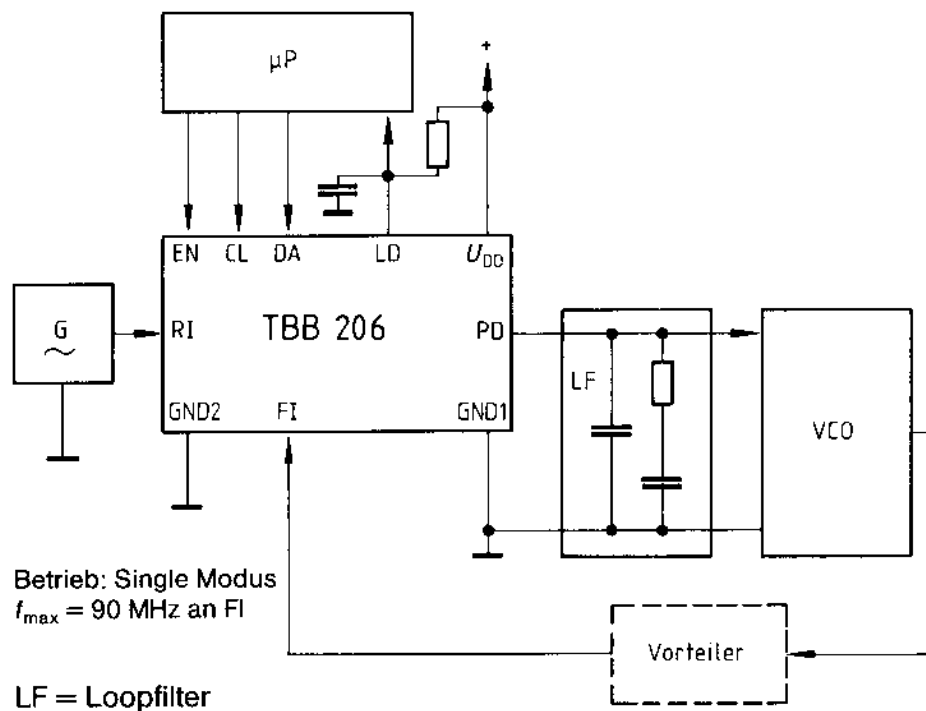 µP
+
EN CL DA LD U_DD
G
~
RI TBB 206 PD
LF
VCO
GND2 FI GND1
Betrieb: Single Modus
f_max = 90 MHz an FI
Vorteiler
LF = Loopfilter